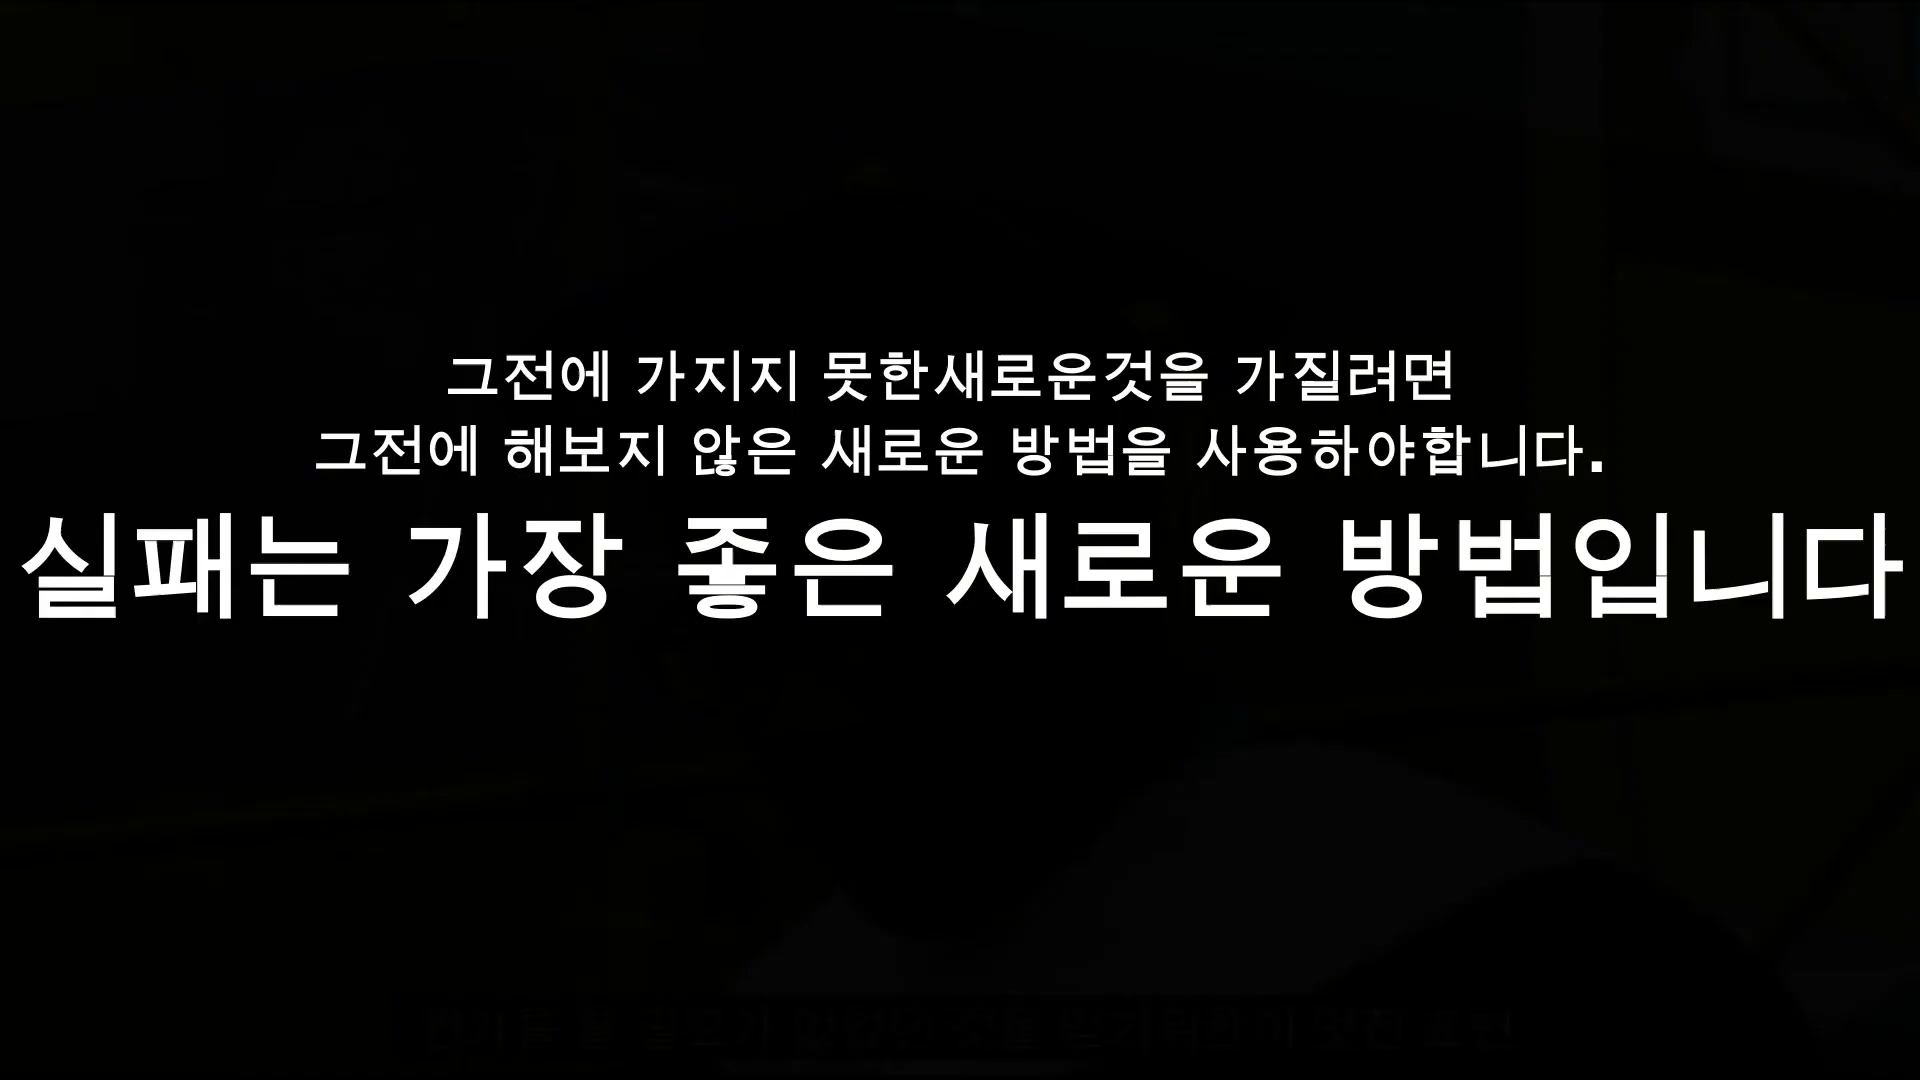 그전에 가지지 못한새로운것을 가질려면
그전에 해보지 않은 새로운 방법을 사용하야합니다.
실패는 가장 좋은 새로운 방법입니다